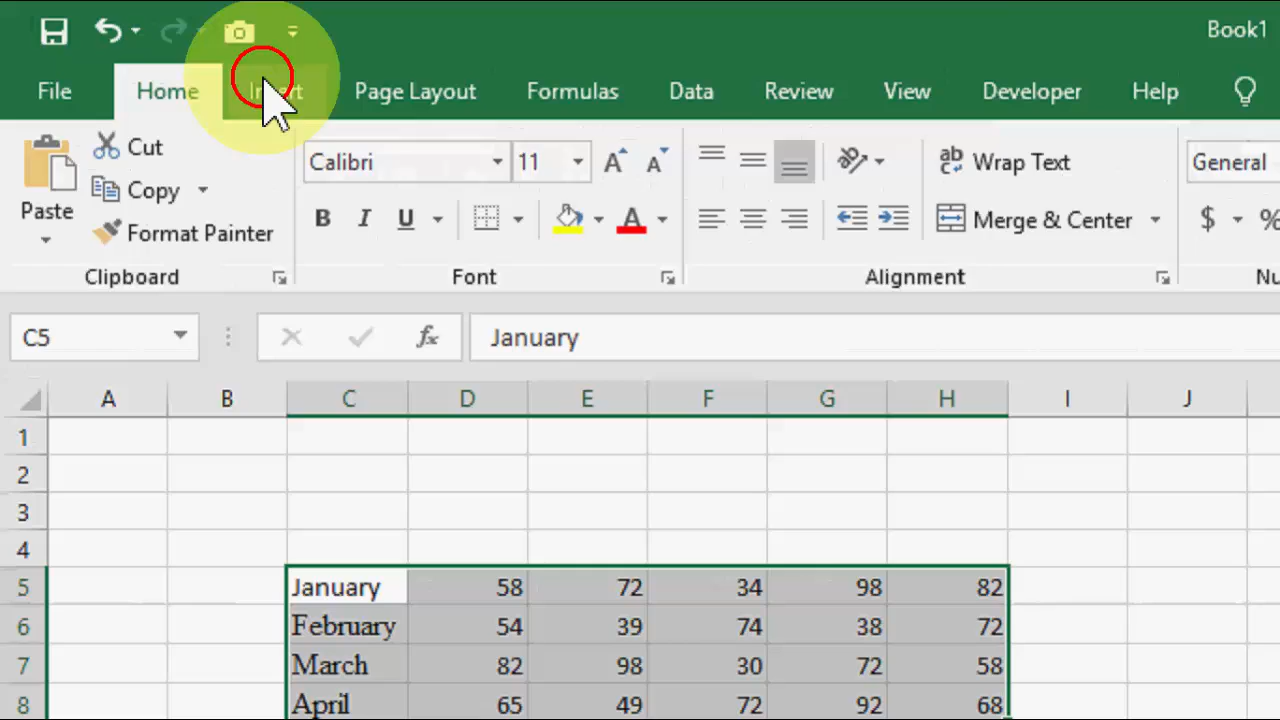 Book1
File Home Insert Page Layout Formulas Data Review View Developer Help
Cut
Copy
Paste
Format Painter
Clipboard
Calibri 11 A A
B I U A
Font
ab Wrap Text
Merge & Center
Alignment
General
$ %
Nu
C5 fx January
A B C D E F G H I J
1
2
3
4
5 January 58 72 34 98 82
6 February 54 39 74 38 72
7 March 82 98 30 72 58
8 April 65 49 72 92 68